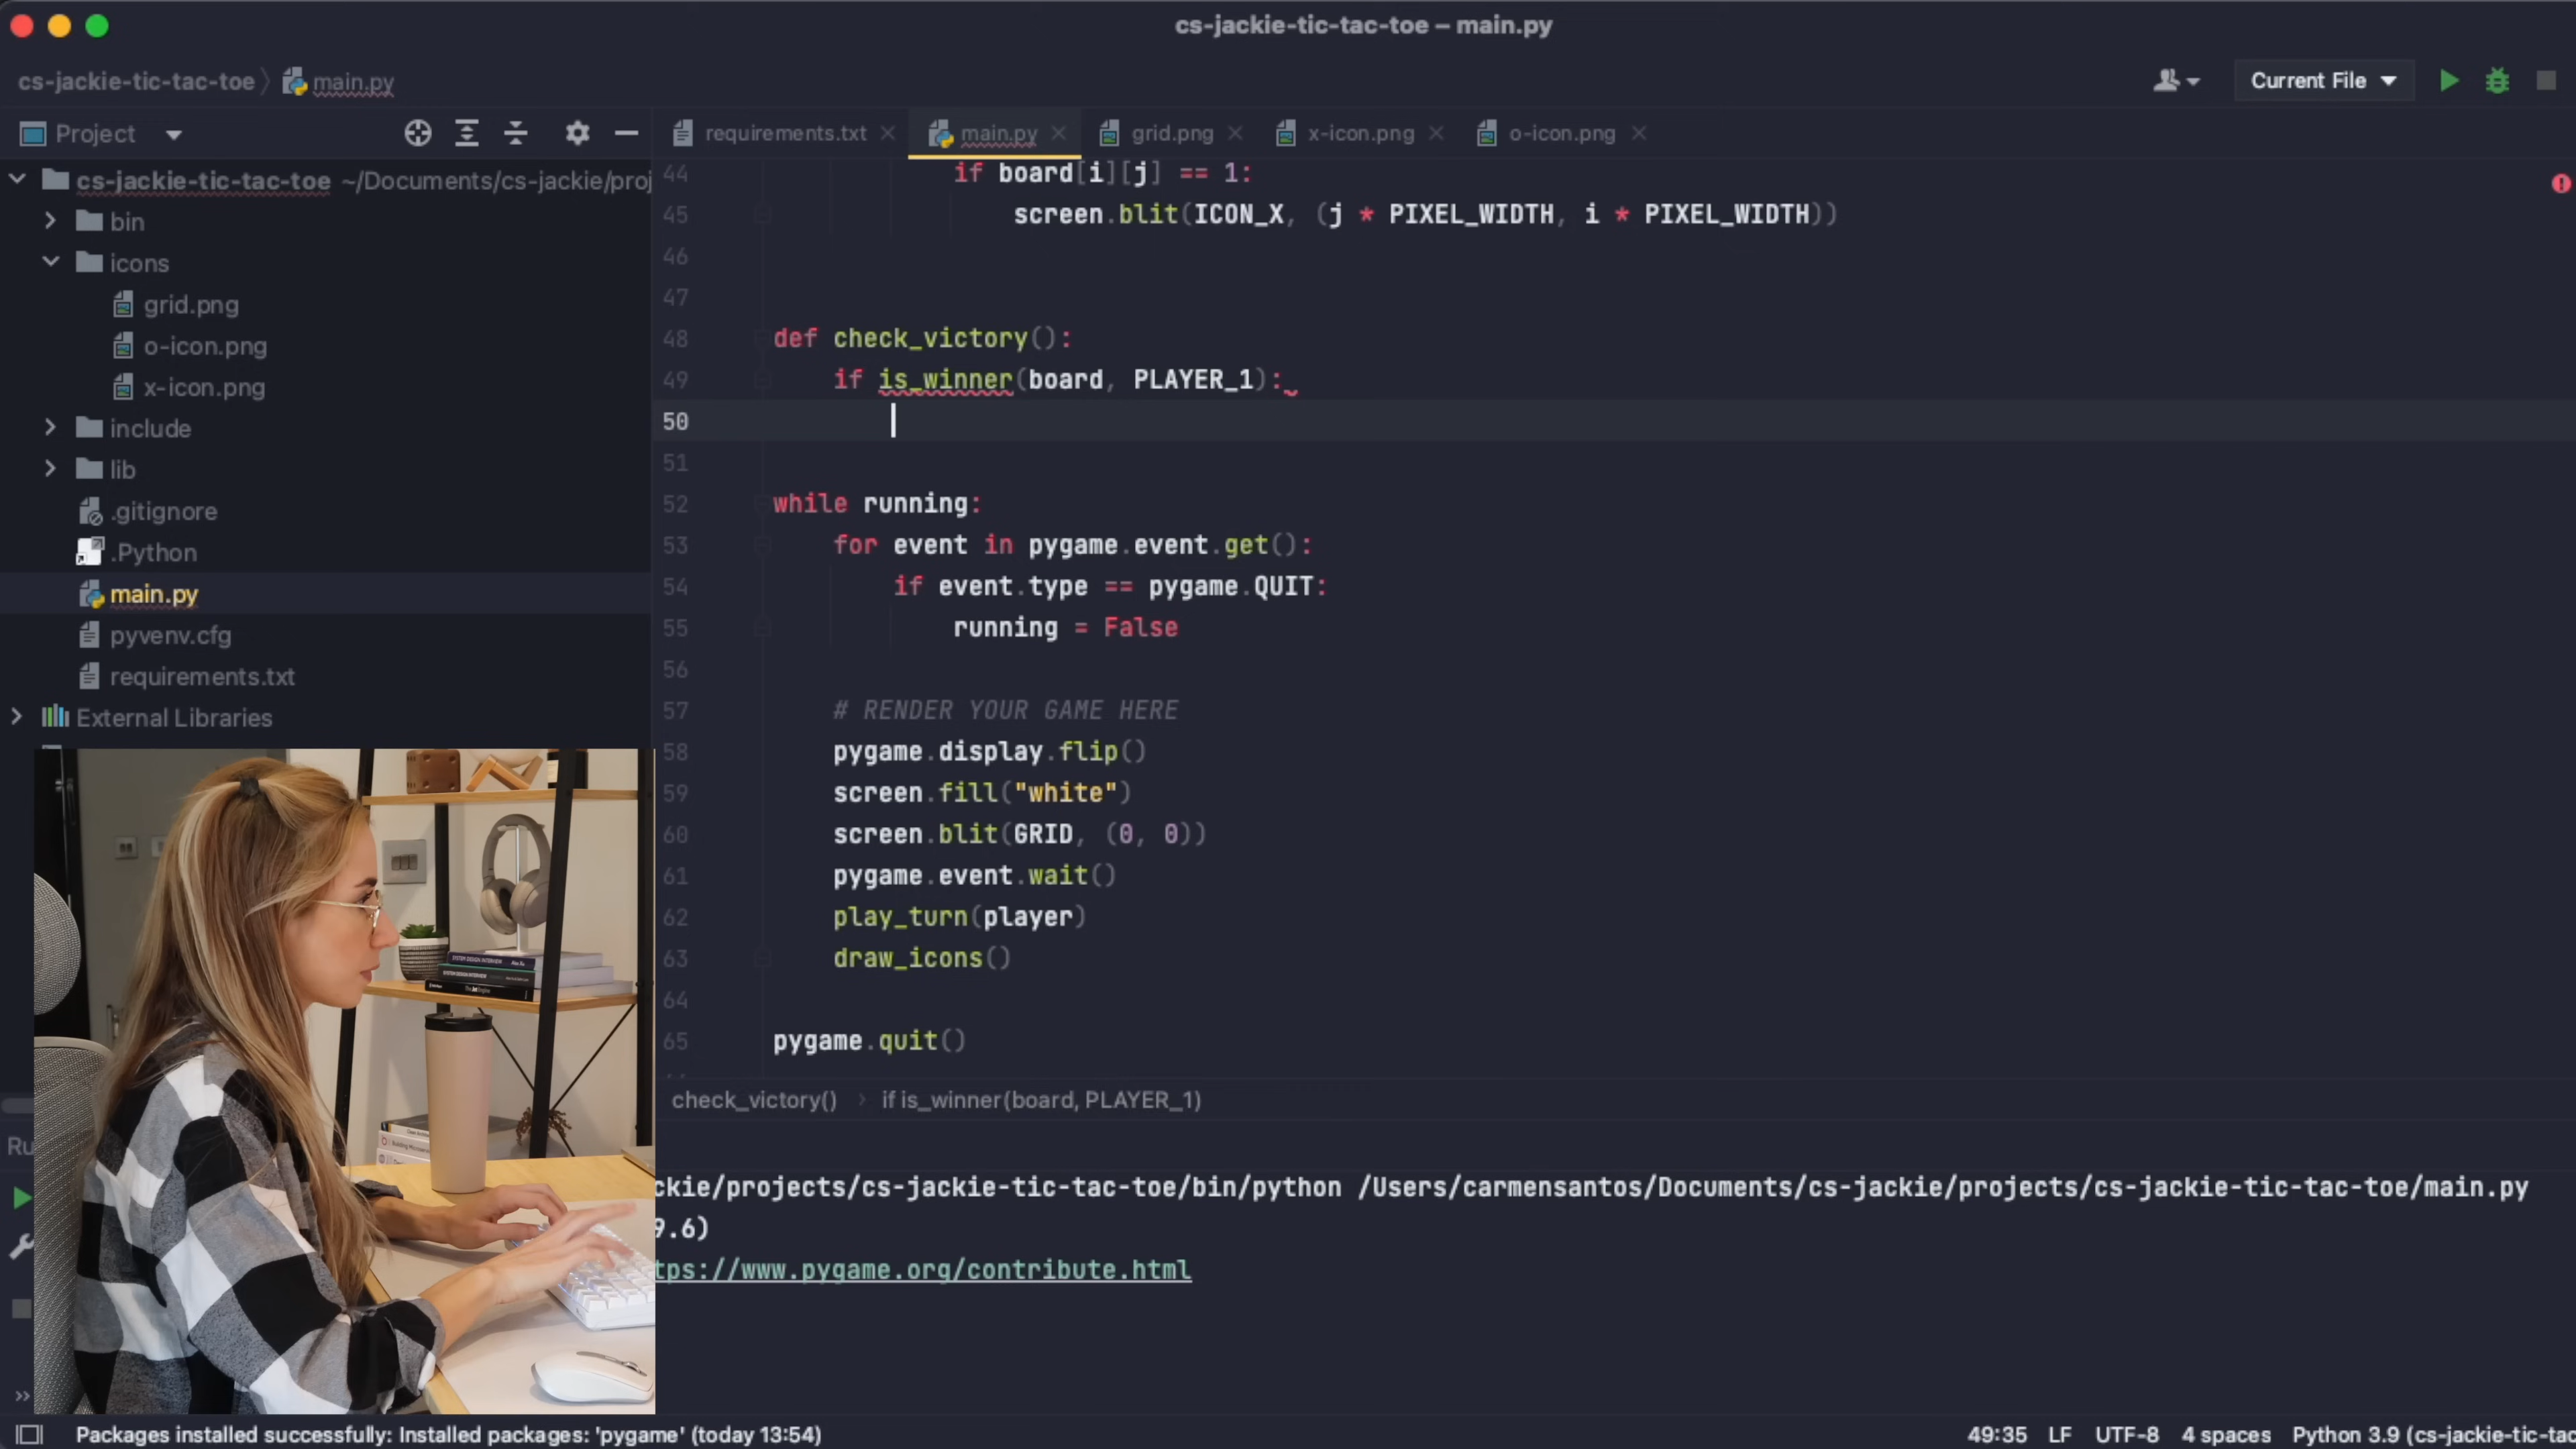 cs-jackie-tic-tac-toe – main.py
cs-jackie-tic-tac-toe
main.py
Current File
Project
requirements.txt
main.py
grid.png
x-icon.png
o-icon.png
cs-jackie-tic-tac-toe ~/Documents/cs-jackie/proj
bin
icons
grid.png
o-icon.png
x-icon.png
include
lib
.gitignore
.Python
main.py
pyvenv.cfg
requirements.txt
External Libraries
44 if board[i][j] == 1:
45 screen.blit(ICON_X, (j * PIXEL_WIDTH, i * PIXEL_WIDTH))
46
47
48 def check_victory():
49 if is_winner(board, PLAYER_1):
50
51
52 while running:
53 for event in pygame.event.get():
54 if event.type == pygame.QUIT:
55 running = False
56
57 # RENDER YOUR GAME HERE
58 pygame.display.flip()
59 screen.fill("white")
60 screen.blit(GRID, (0, 0))
61 pygame.event.wait()
62 play_turn(player)
63 draw_icons()
64
65 pygame.quit()
check_victory() › if is_winner(board, PLAYER_1)
SYSTEM DESIGN INTERVIEW
SYSTEM DESIGN INTERVIEW
Ru
ckie/projects/cs-jackie-tic-tac-toe/bin/python /Users/carmensantos/Documents/cs-jackie/projects/cs-jackie-tic-tac-toe/main.py
9.6)
tps://www.pygame.org/contribute.html
Packages installed successfully: Installed packages: 'pygame' (today 13:54)
49:35 LF UTF-8 4 spaces Python 3.9 (cs-jackie-tic-tac